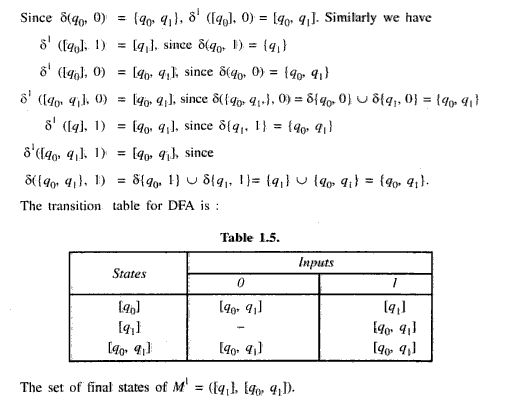 Since δ(q₀, 0) = {q₀, q₁}, δ¹ ([q₀], 0) = [q₀, q₁]. Similarly we have
δ¹ ([q₀], 1) = [q₁], since δ(q₀, 1) = {q₁}
δ¹ ([q₀], 0) = [q₀, q₁], since δ(q₀, 0) = {q₀, q₁}
δ¹ ([q₀, q₁], 0) = [q₀, q₁], since δ({q₀, q₁,}, 0) = δ{q₀, 0} ∪ δ{q₁, 0} = {q₀, q₁}
δ¹ ([q], 1) = [q₀, q₁], since δ{q₁, 1} = {q₀, q₁}
δ¹([q₀, q₁], 1) = [q₀, q₁], since
δ({q₀, q₁}, 1) = δ{q₀, 1} ∪ δ{q₁, 1}= {q₁} ∪ {q₀, q₁} = {q₀, q₁}.
The transition table for DFA is :
Table 1.5.
States Inputs
0 1
[q₀] [q₀, q₁] [q₁]
[q₁] – [q₀, q₁]
[q₀, q₁] [q₀, q₁] [q₀, q₁]
The set of final states of M¹ = ([q₁], [q₀, q₁]).